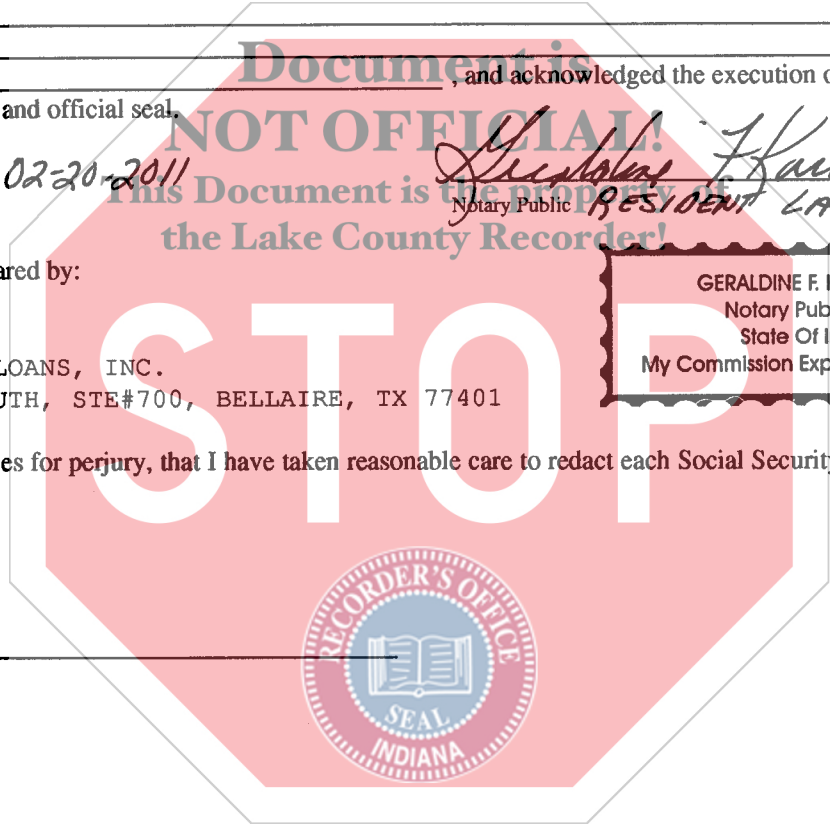 Document is
, and acknowledged the execution o
and official seal.
NOT OFFICIAL!
02-20-2011
This Document is the property of
Notary Public RESIDENT LA
the Lake County Recorder!
ared by:
GERALDINE F.
Notary Pub
State Of I
My Commission Exp
LOANS, INC.
UTH, STE#700, BELLAIRE, TX 77401
es for perjury, that I have taken reasonable care to redact each Social Security
STOP
RECORDER'S OFFICE
SEAL
INDIANA